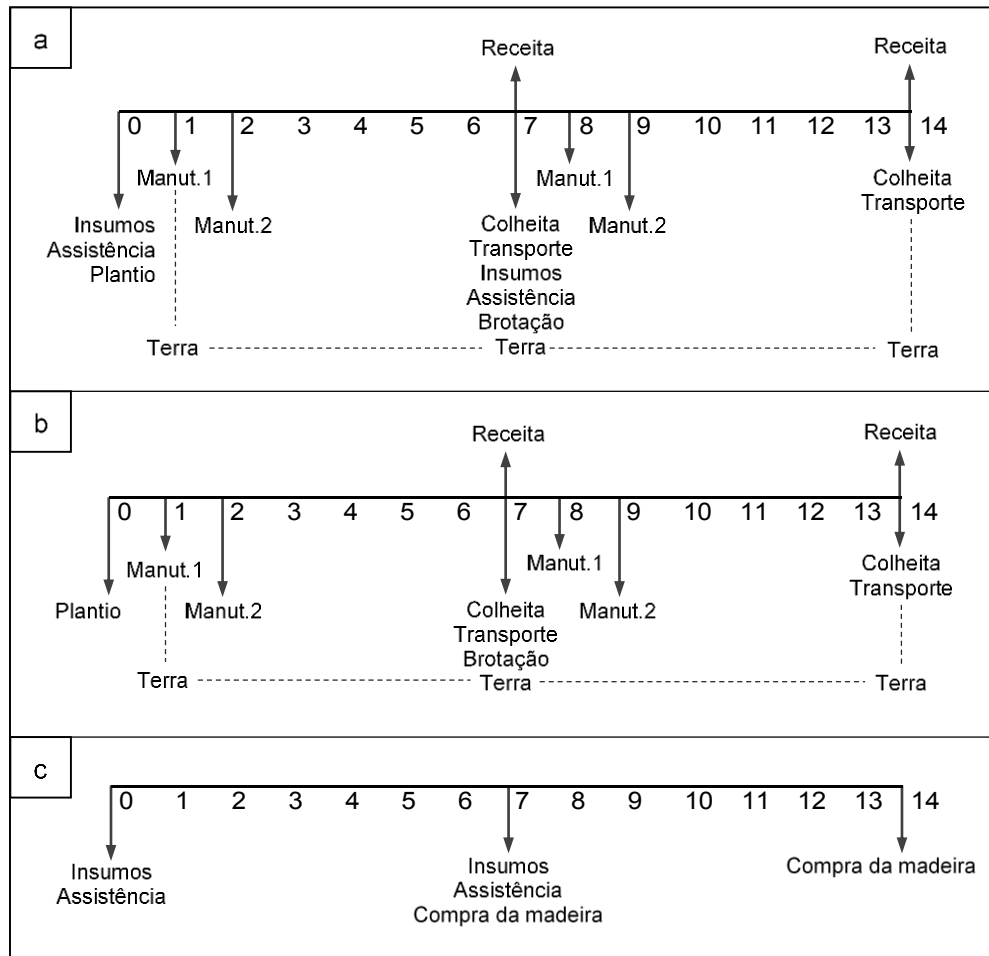 a
Receita
Receita
0 1 2 3 4 5 6 7 8 9 10 11 12 13 14
Manut.1
Manut.1
Colheita
Transporte
Insumos
Assistência
Plantio
Manut.2
Colheita
Transporte
Insumos
Assistência
Brotação
Manut.2
Terra
Terra
Terra
b
Receita
Receita
0 1 2 3 4 5 6 7 8 9 10 11 12 13 14
Manut.1
Manut.1
Colheita
Transporte
Plantio
Manut.2
Colheita
Transporte
Brotação
Manut.2
Terra
Terra
Terra
c
0 1 2 3 4 5 6 7 8 9 10 11 12 13 14
Insumos
Assistência
Insumos
Assistência
Compra da madeira
Compra da madeira